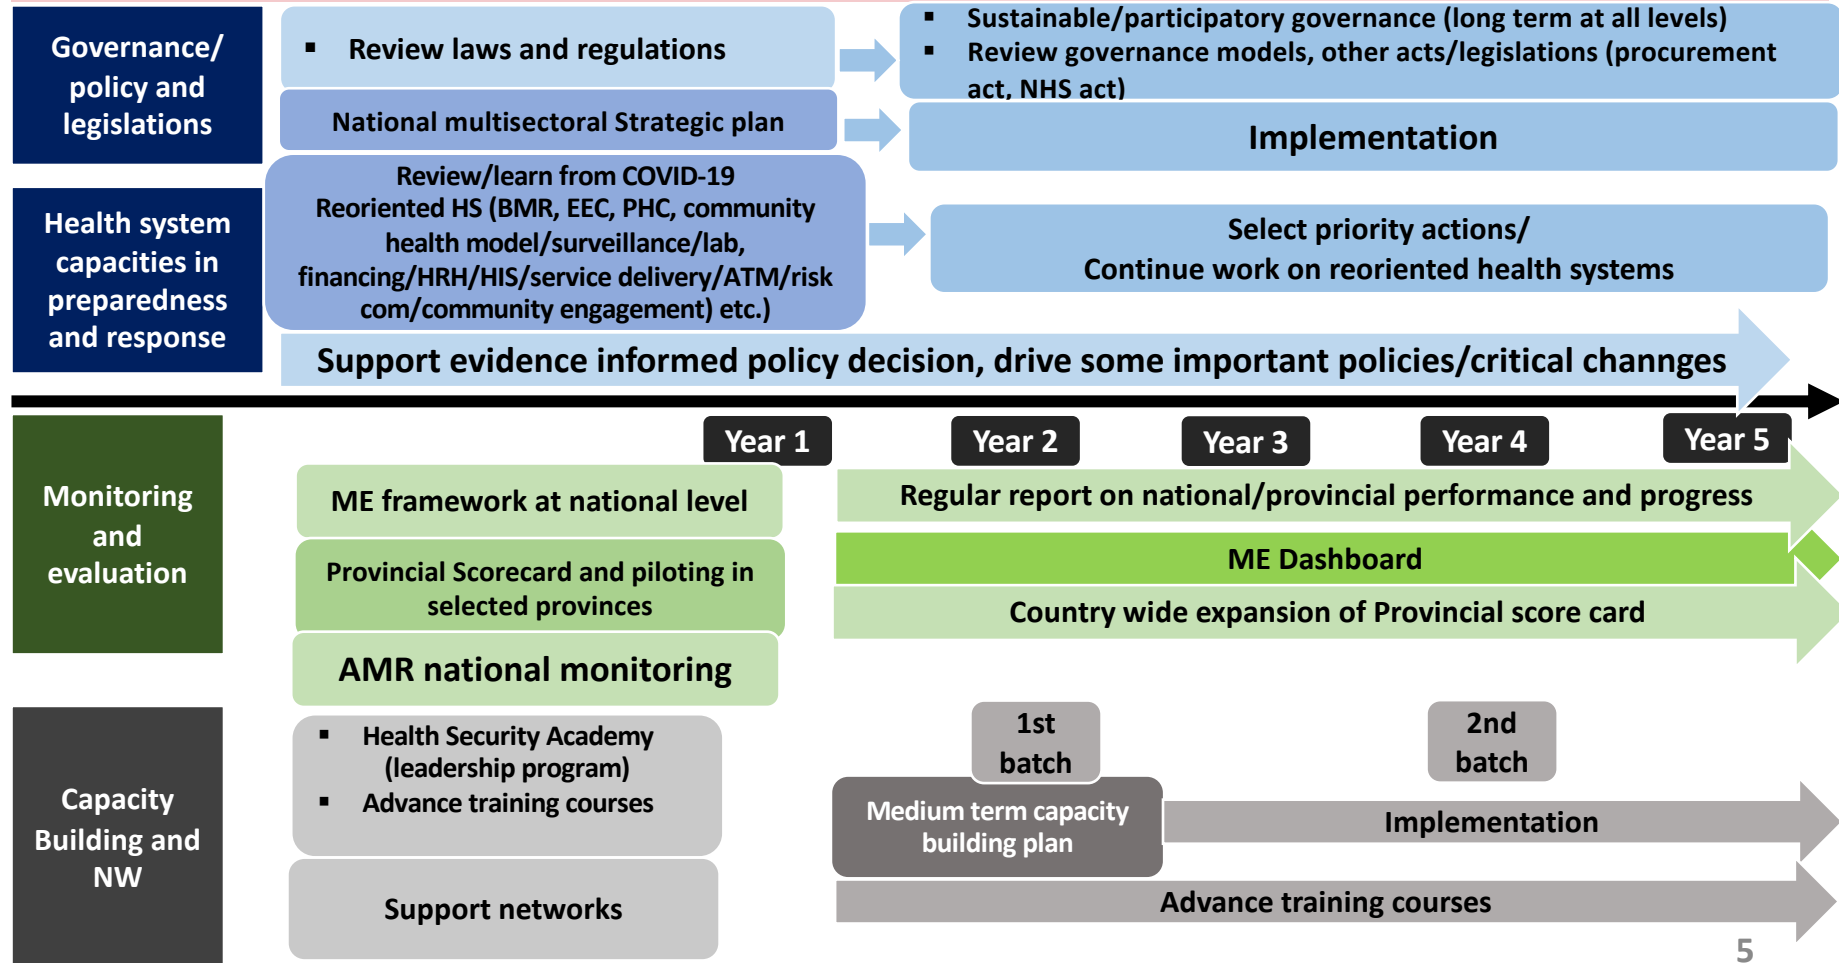 Governance/
policy and
legislations
▪ Review laws and regulations
▪ Sustainable/participatory governance (long term at all levels)
▪ Review governance models, other acts/legislations (procurement
act, NHS act)
National multisectoral Strategic plan
Implementation
Health system
capacities in
preparedness
and response
Review/learn from COVID-19
Reoriented HS (BMR, EEC, PHC, community
health model/surveillance/lab,
financing/HRH/HIS/service delivery/ATM/risk
com/community engagement) etc.)
Select priority actions/
Continue work on reoriented health systems
Support evidence informed policy decision, drive some important policies/critical channges
Year 1
Year 2
Year 3
Year 4
Year 5
Monitoring
and
evaluation
ME framework at national level
Regular report on national/provincial performance and progress
Provincial Scorecard and piloting in
selected provinces
ME Dashboard
Country wide expansion of Provincial score card
AMR national monitoring
Capacity
Building and
NW
▪ Health Security Academy
(leadership program)
▪ Advance training courses
1st
batch
2nd
batch
Medium term capacity
building plan
Implementation
Support networks
Advance training courses
5